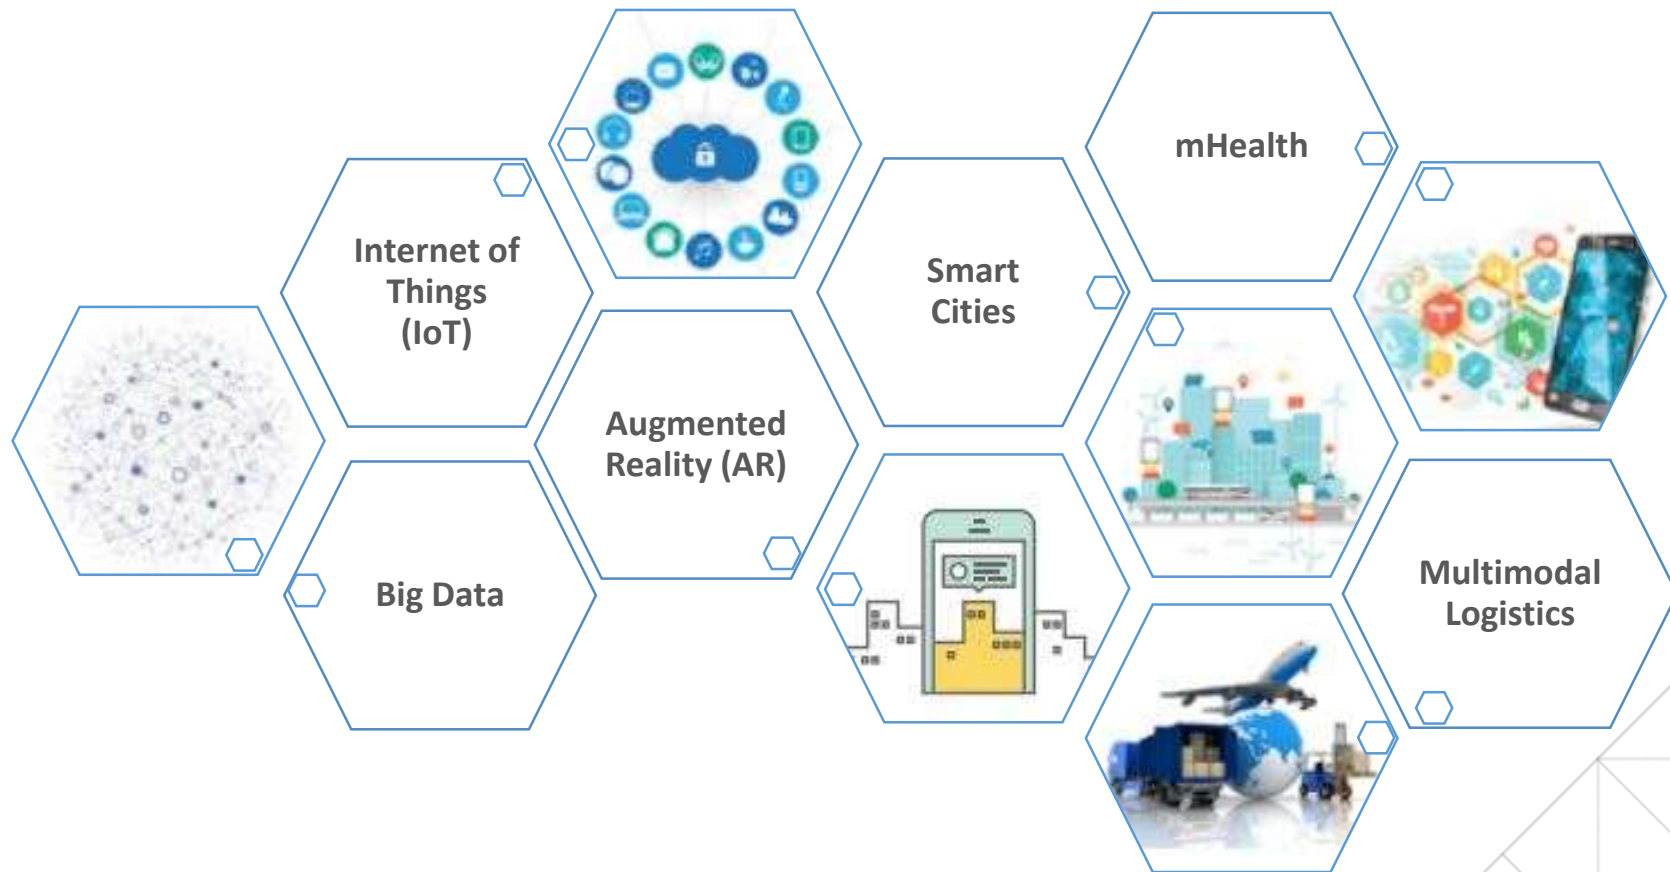 mHealth
Internet of
Things
(IoT)
Smart
Cities
Augmented
Reality (AR)
Big Data
Multimodal
Logistics